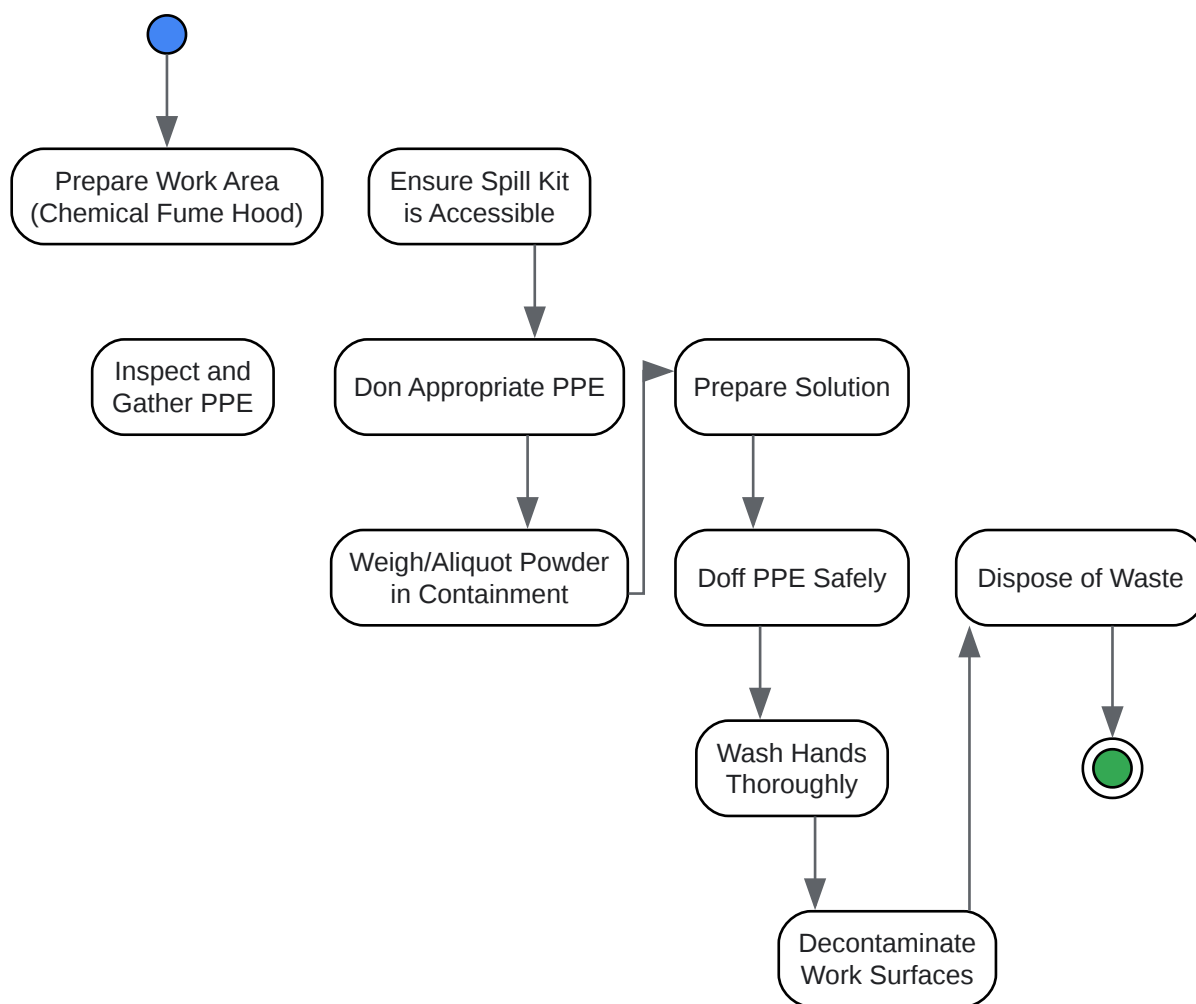 Prepare Work Area
(Chemical Fume Hood)
Ensure Spill Kit
is Accessible
Inspect and
Gather PPE
Don Appropriate PPE
Prepare Solution
Weigh/Aliquot Powder
in Containment
Doff PPE Safely
Dispose of Waste
Wash Hands
Thoroughly
Decontaminate
Work Surfaces